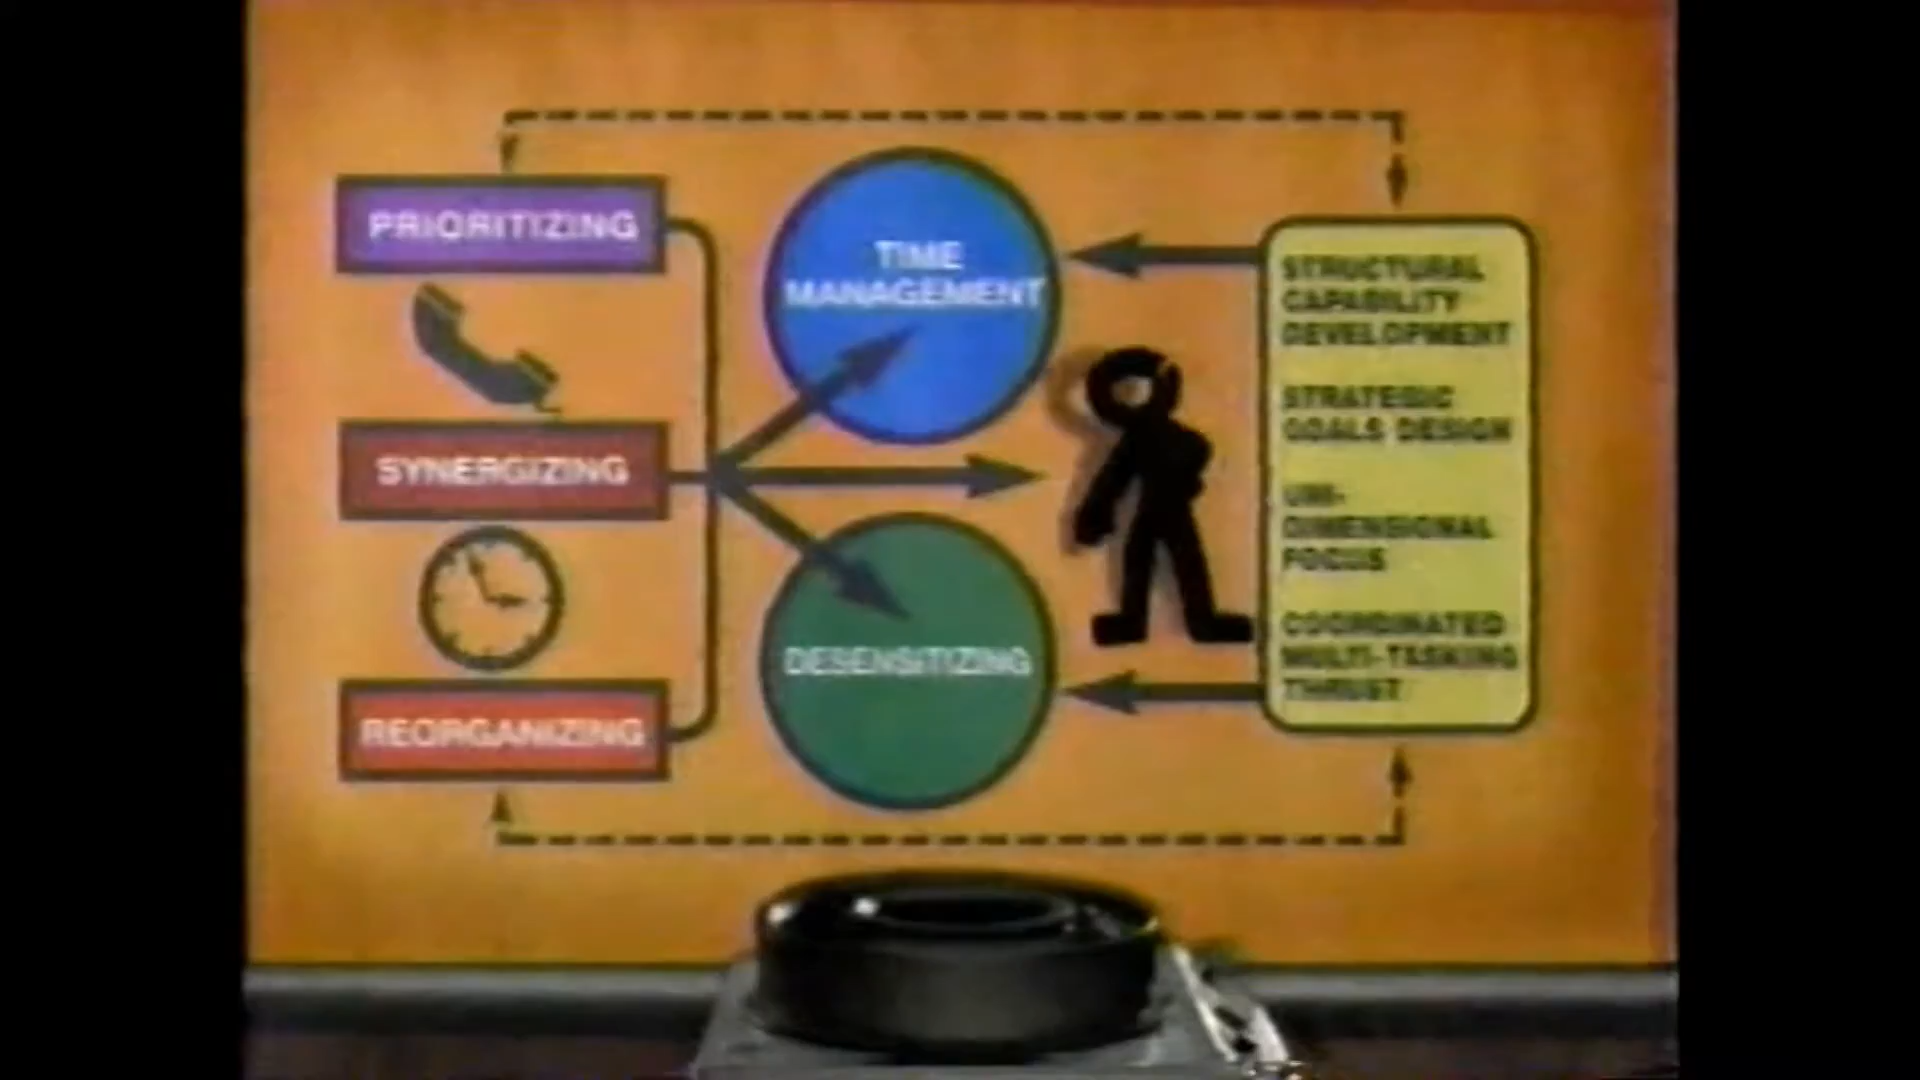 PRIORITIZING
SYNERGIZING
REORGANIZING
TIME
MANAGEMENT
DESENSITIZING
STRUCTURAL
CAPABILITY
DEVELOPMENT
STRATEGIC
GOALS DESIGN
UNI-
DIMENSIONAL
FOCUS
COORDINATED
MULTI-TASKING
THRUST